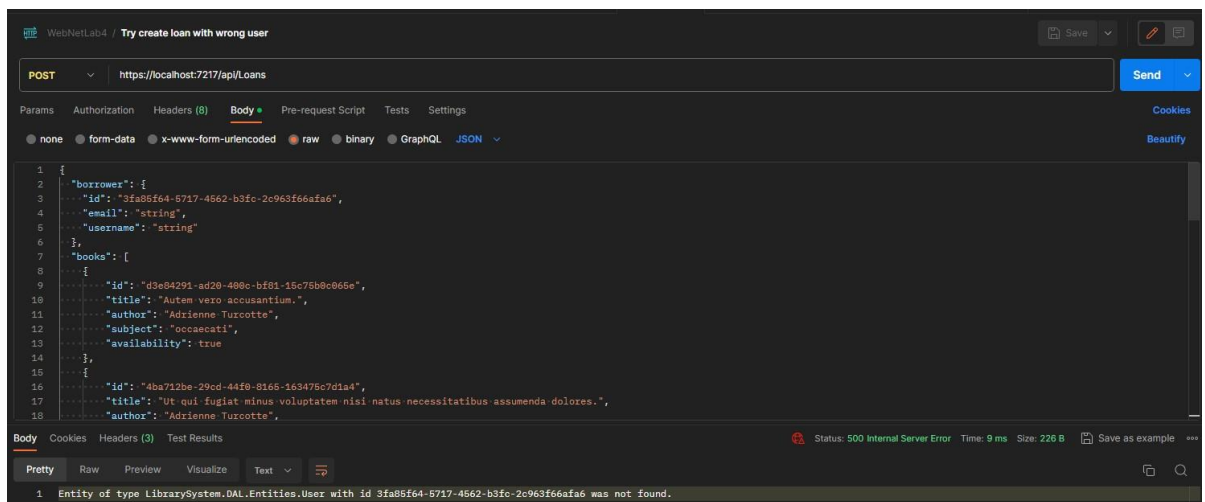 HTTP WebNetLab4 / Try create loan with wrong user Save
POST https://localhost:7217/api/Loans Send
Params Authorization Headers (8) Body Pre-request Script Tests Settings Cookies
none form-data x-www-form-urlencoded raw binary GraphQL JSON Beautify
1 {
2 "borrower": {
3 "id": "3fa85f64-5717-4562-b3fc-2c963f66afa6",
4 "email": "string",
5 "username": "string"
6 },
7 "books": [
8 {
9 "id": "d3e84291-ad20-400c-bf81-15c75b0c065e",
10 "title": "Autem vero accusantium.",
11 "author": "Adrienne Turcotte",
12 "subject": "occaecati",
13 "availability": true
14 },
15 {
16 "id": "4ba712be-29cd-44f0-8165-163475c7d1a4",
17 "title": "Ut qui fugiat minus voluptatem nisi natus necessitatibus assumenda dolores.",
18 "author": "Adrienne Turcotte",
Body Cookies Headers (3) Test Results Status: 500 Internal Server Error Time: 9 ms Size: 226 B Save as example
Pretty Raw Preview Visualize Text
1 Entity of type LibrarySystem.DAL.Entities.User with id 3fa85f64-5717-4562-b3fc-2c963f66afa6 was not found.